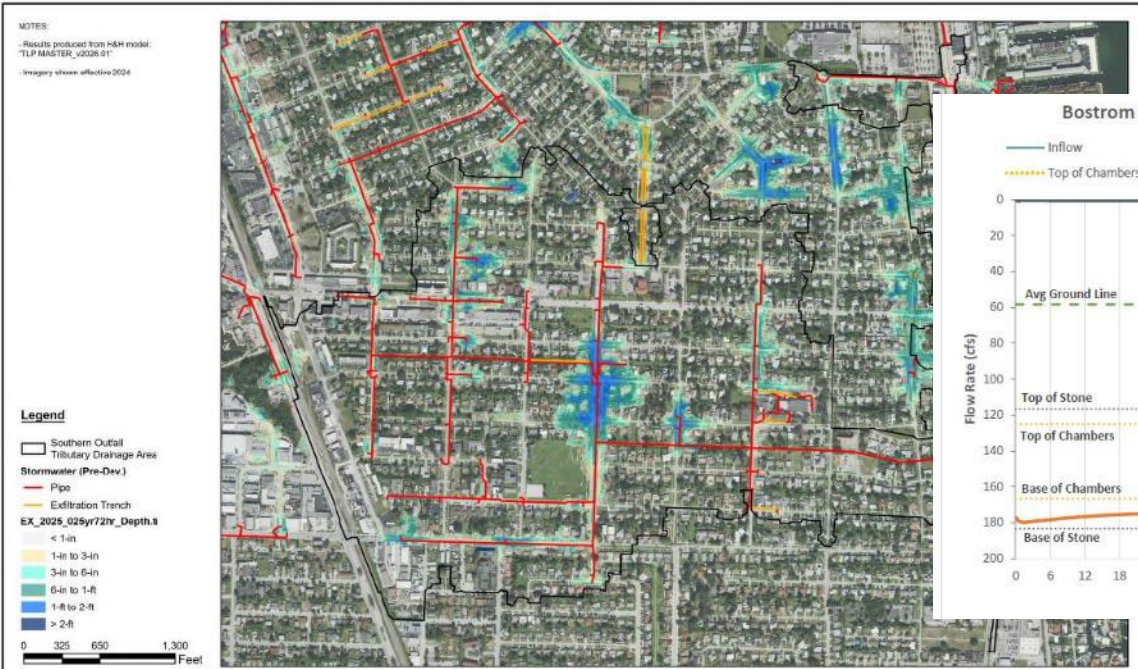 NOTES:
- Results produced from H&H model:
"TLP MASTER_v2026.01"
- Imagery shown effective 2024
Legend
Southern Outfall
Tributary Drainage Area
Stormwater (Pre-Dev.)
Pipe
Exfiltration Trench
EX_2025_025yr72hr_Depth.ti
< 1-in
1-in to 3-in
3-in to 6-in
6-in to 1-ft
1-ft to 2-ft
> 2-ft
0 325 650 1,300
Feet
Bostrom
Inflow
Top of Chambers
Flow Rate (cfs)
0
20
40
60
80
100
120
140
160
180
200
Avg Ground Line
Top of Stone
Top of Chambers
Base of Chambers
Base of Stone
0 6 12 18